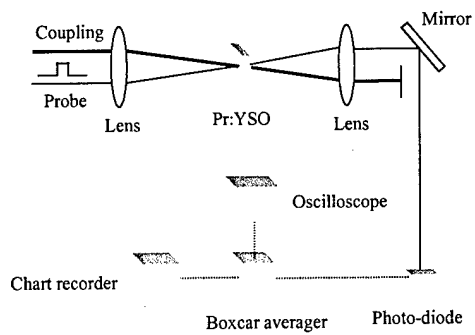 Mirror
Coupling
Probe
Lens
Pr:YSO
Lens
Oscilloscope
Chart recorder
Boxcar averager
Photo-diode